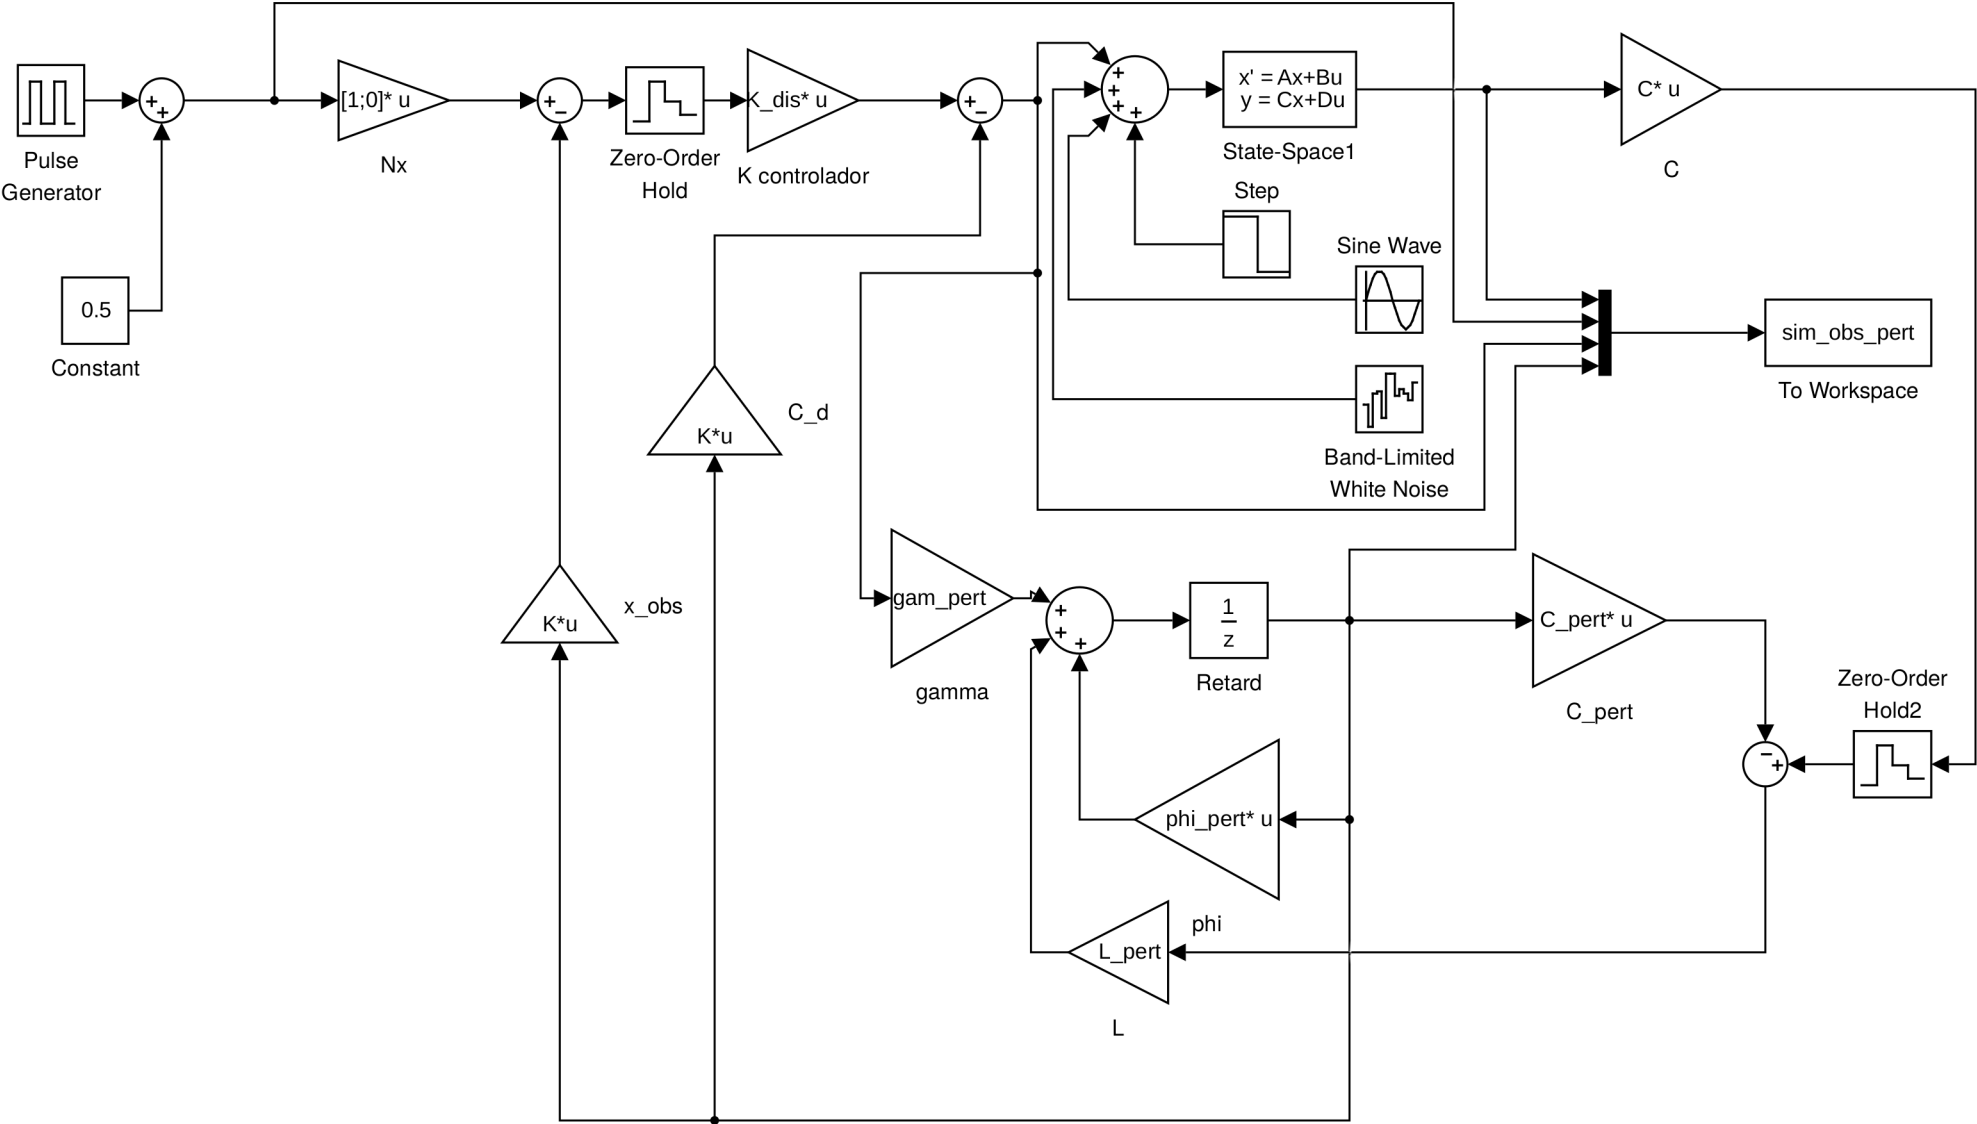 Pulse
Generator
+
+
0.5
Constant
[1;0]* u
Nx
+
−
Zero-Order
Hold
K_dis* u
K controlador
+
−
+
+
+
+
x' = Ax+Bu
y = Cx+Du
State-Space1
Step
Sine Wave
Band-Limited
White Noise
C* u
C
sim_obs_pert
To Workspace
K*u
C_d
K*u
x_obs
gam_pert
gamma
+
+
+
1
z
Retard
C_pert* u
C_pert
Zero-Order
Hold2
−
+
phi_pert* u
phi
L_pert
L